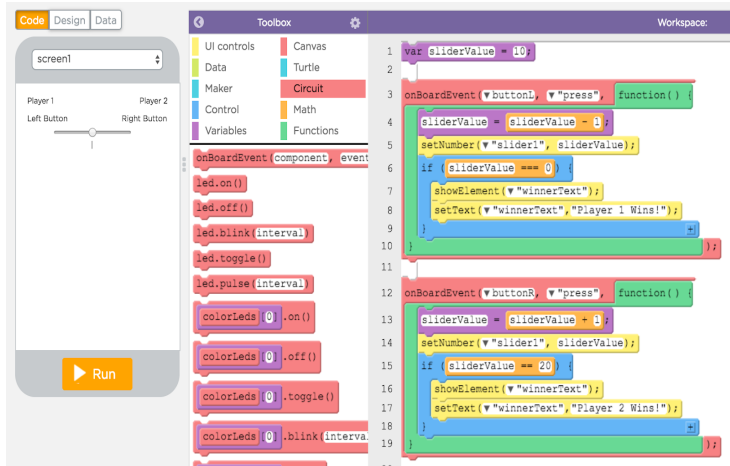 Code Design Data
Toolbox
Workspace:
screen1
Player 1 Player 2
Left Button Right Button
Run
UI controls Canvas
Data Turtle
Maker Circuit
Control Math
Variables Functions
onBoardEvent(component, event
led.on()
led.off()
led.blink(interval)
led.toggle()
led.pulse(interval)
colorLeds[0].on()
colorLeds[0].off()
colorLeds[0].toggle()
colorLeds[0].blink(interva
1 var sliderValue = 10;
2
3 onBoardEvent(▼buttonL, ▼"press", function() {
4 sliderValue = sliderValue - 1;
5 setNumber(▼"slider1", sliderValue);
6 if (sliderValue === 0) {
7 showElement(▼"winnerText");
8 setText(▼"winnerText","Player 1 Wins!");
9 }
10 } );
11
12 onBoardEvent(▼buttonR, ▼"press", function() {
13 sliderValue = sliderValue + 1;
14 setNumber(▼"slider1", sliderValue);
15 if (sliderValue == 20) {
16 showElement(▼"winnerText");
17 setText(▼"winnerText","Player 2 Wins!");
18 }
19 } );